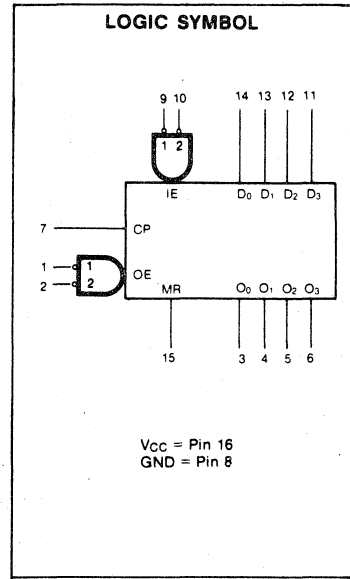 LOGIC SYMBOL
9 10 14 13 12 11
1 2
IE D0 D1 D2 D3
7 CP
1 1 OE
2 2
MR O0 O1 O2 O3
15 3 4 5 6
VCC = Pin 16
GND = Pin 8